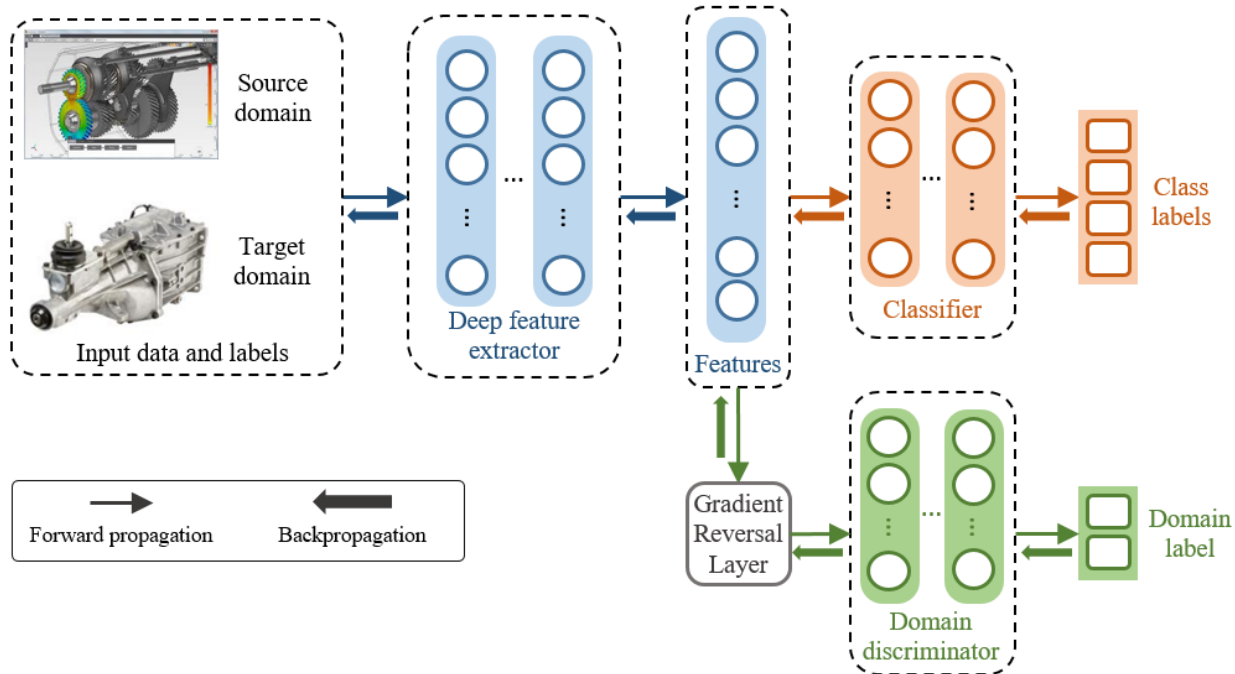 Source
domain
Target
domain
Input data and labels
Deep feature
extractor
Features
Classifier
Class
labels
Gradient
Reversal
Layer
Domain
discriminator
Domain
label
Forward propagation
Backpropagation